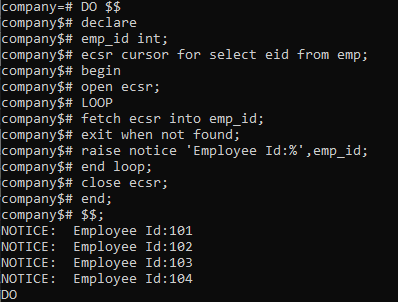 company=# DO $$
company$# declare
company$# emp_id int;
company$# ecsr cursor for select eid from emp;
company$# begin
company$# open ecsr;
company$# LOOP
company$# fetch ecsr into emp_id;
company$# exit when not found;
company$# raise notice 'Employee Id:%',emp_id;
company$# end loop;
company$# close ecsr;
company$# end;
company$# $$;
NOTICE:  Employee Id:101
NOTICE:  Employee Id:102
NOTICE:  Employee Id:103
NOTICE:  Employee Id:104
DO